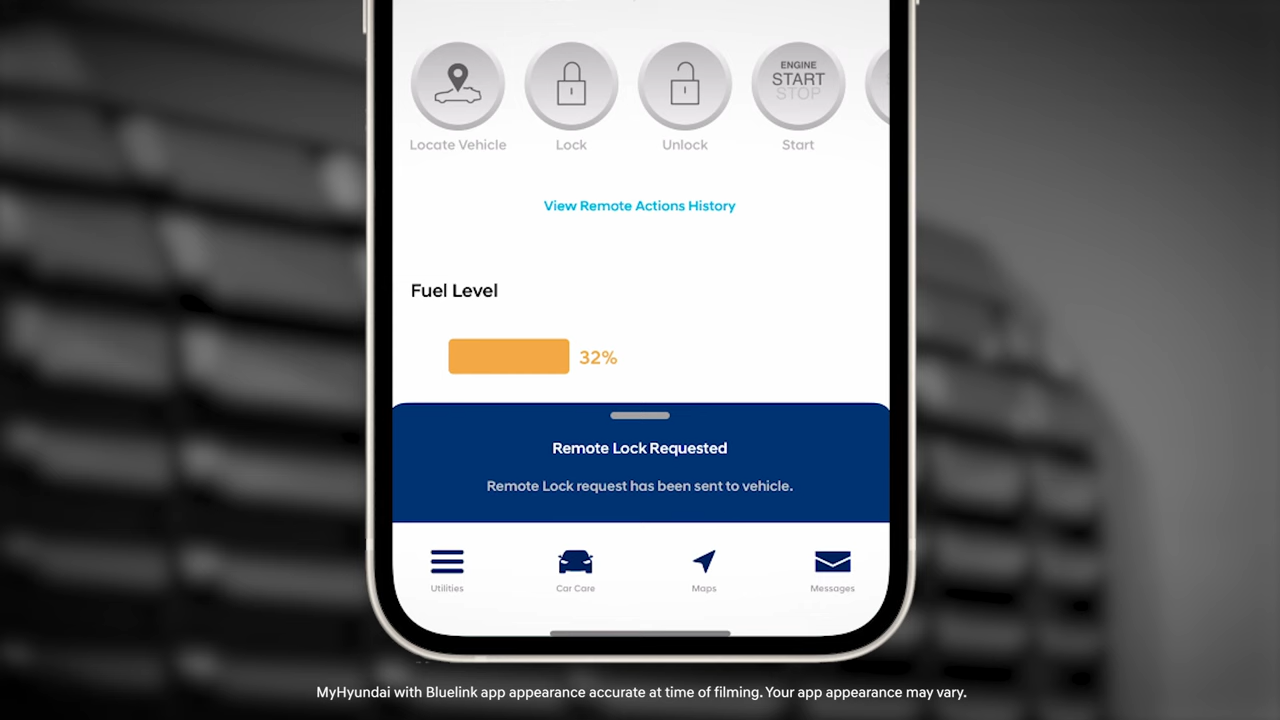 ENGINE
START
STOP
Locate Vehicle
Lock
Unlock
Start
View Remote Actions History
Fuel Level
32%
Remote Lock Requested
Remote Lock request has been sent to vehicle.
Utilities
Car Care
Maps
Messages
MyHyundai with Bluelink app appearance accurate at time of filming. Your app appearance may vary.